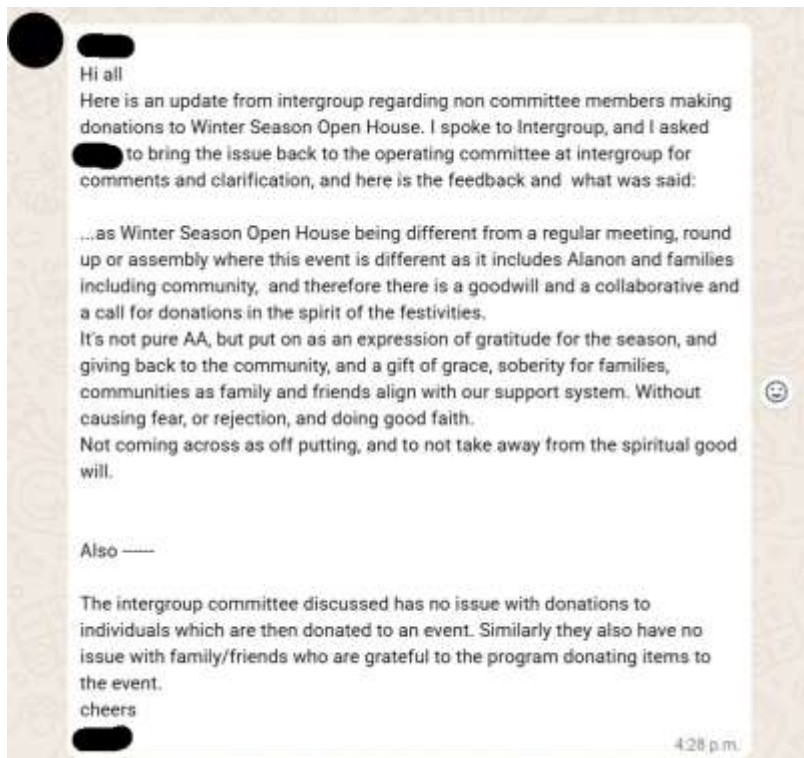 Hi all
Here is an update from intergroup regarding non committee members making
donations to Winter Season Open House. I spoke to Intergroup, and I asked
to bring the issue back to the operating committee at intergroup for
comments and clarification, and here is the feedback and what was said:
...as Winter Season Open House being different from a regular meeting, round
up or assembly where this event is different as it includes Alanon and families
including community, and therefore there is a goodwill and a collaborative and
a call for donations in the spirit of the festivities.
It's not pure AA, but put on as an expression of gratitude for the season, and
giving back to the community, and a gift of grace, soberity for families,
communities as family and friends align with our support system. Without
causing fear, or rejection, and doing good faith.
Not coming across as off putting, and to not take away from the spiritual good
will.
Also -----
The intergroup committee discussed has no issue with donations to
individuals which are then donated to an event. Similarly they also have no
issue with family/friends who are grateful to the program donating items to
the event.
cheers
4:28 p.m.